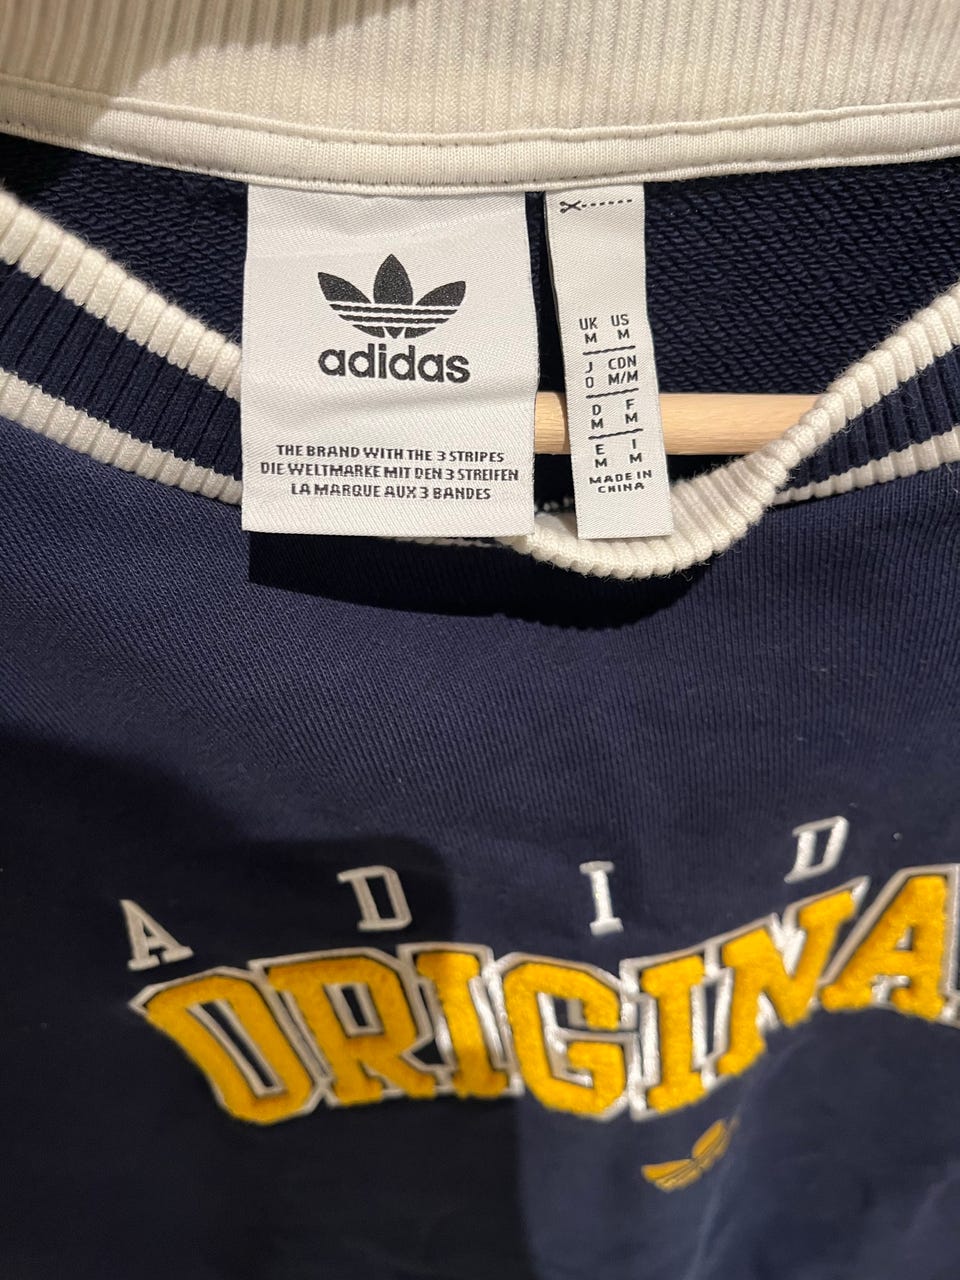 adidas
THE BRAND WITH THE 3 STRIPES
DIE WELTMARKE MIT DEN 3 STREIFEN
LA MARQUE AUX 3 BANDES
UK US
M M
J CDN
O M/M
D F
M M
E I
M M
MADE IN
CHINA
A D I D
ORIGINA